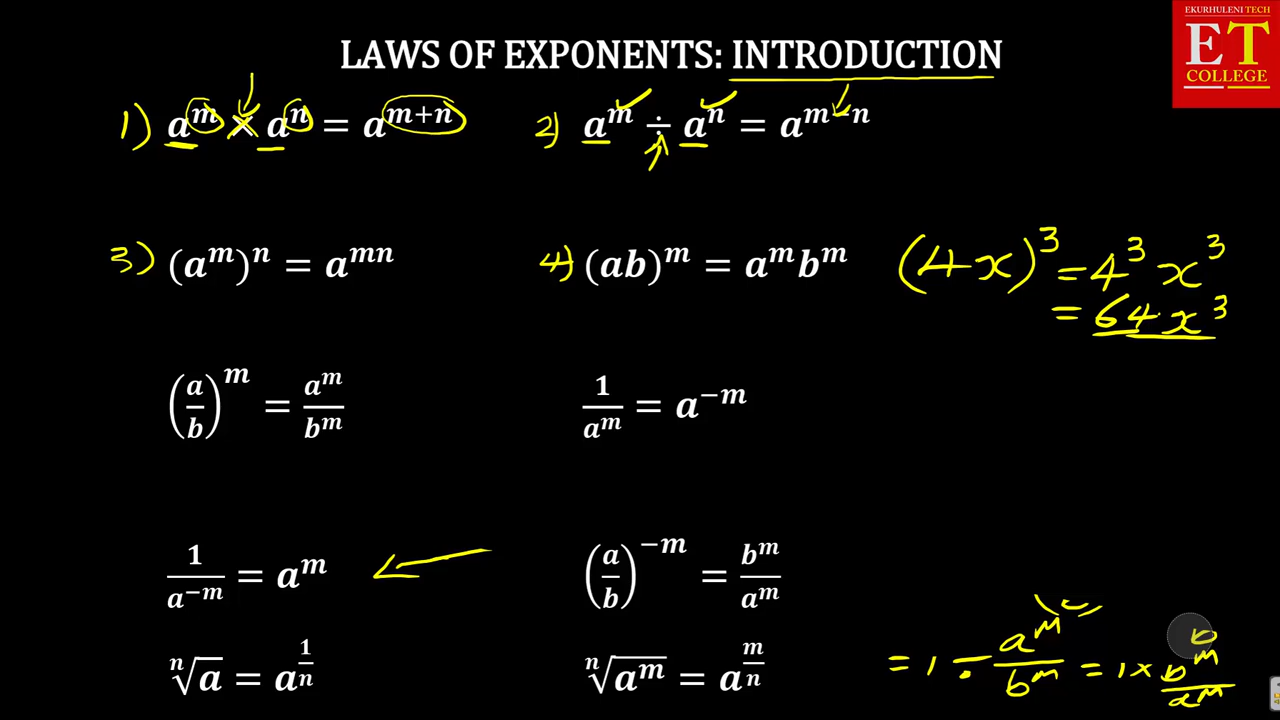 EKURHULENI TECH
ET
COLLEGE
LAWS OF EXPONENTS: INTRODUCTION
1) a^m × a^n = a^(m+n)
2) a^m ÷ a^n = a^(m−n)
3) (a^m)^n = a^(mn)
4) (ab)^m = a^m b^m
(4x)^3 = 4^3 x^3
= 64x^3
(a/b)^m = a^m/b^m
1/a^m = a^(−m)
1/a^(−m) = a^m
(a/b)^(−m) = b^m/a^m
= 1 ÷ a^m/b^m = 1 × b^m/a^m
ⁿ√a = a^(1/n)
ⁿ√(a^m) = a^(m/n)